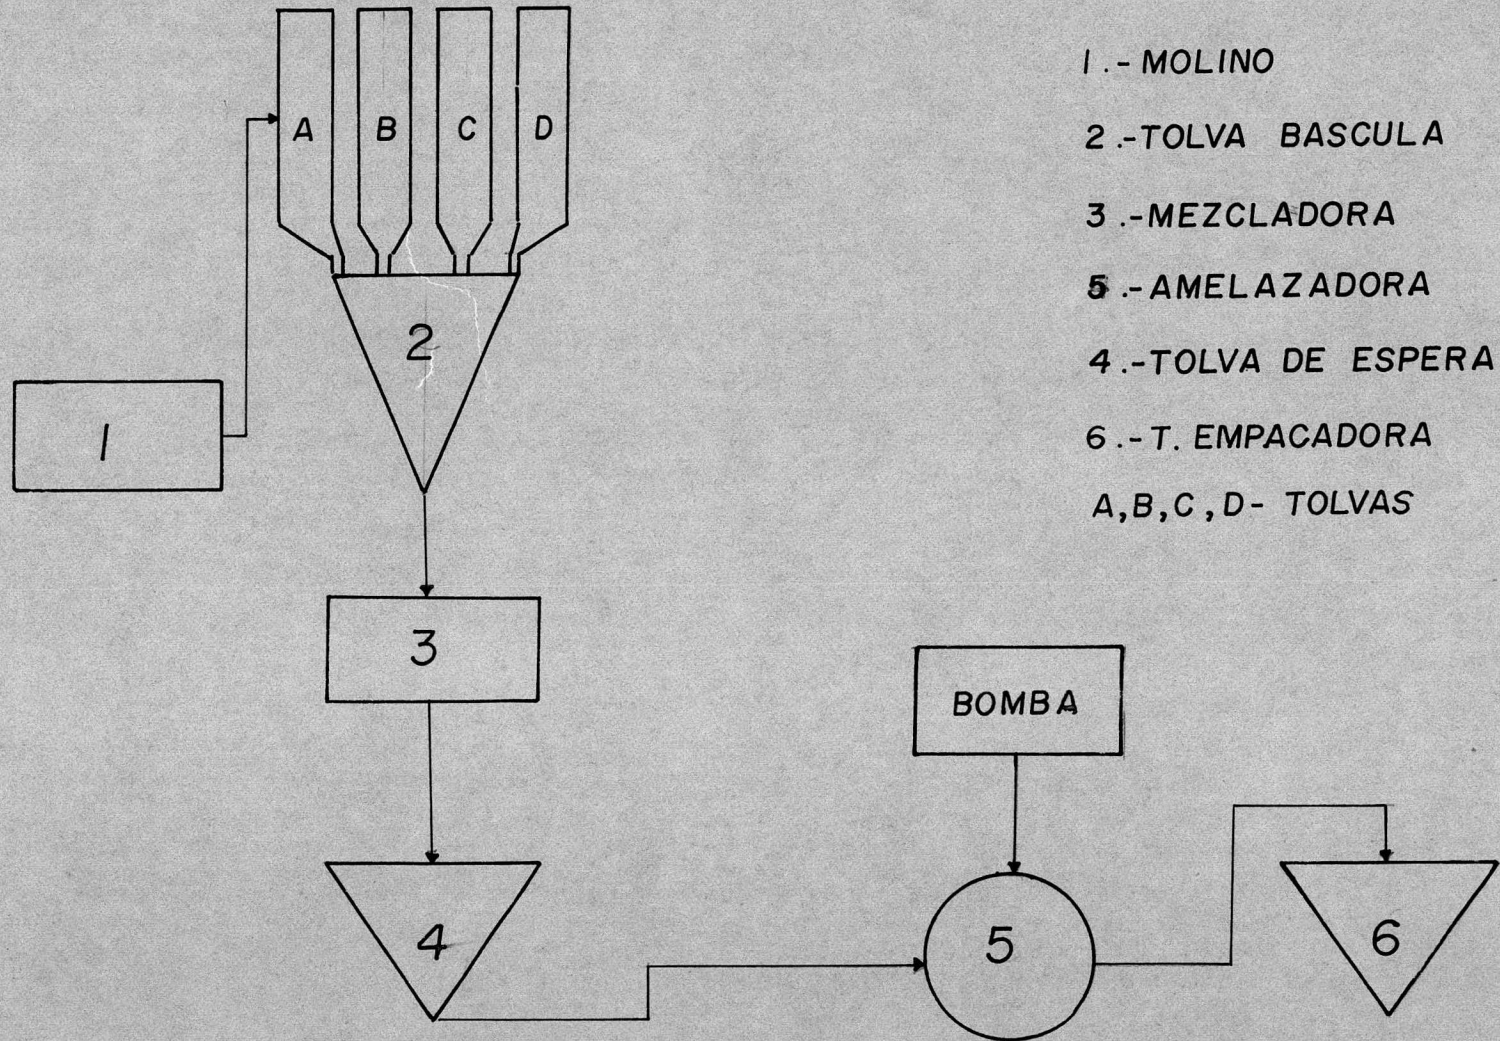 A B C D
1 .- MOLINO
2 .- TOLVA BASCULA
3 .- MEZCLADORA
5 .- AMELAZADORA
4 .- TOLVA DE ESPERA
6 .- T. EMPACADORA
A, B, C, D - TOLVAS
2
1
3
BOMBA
4
5
6